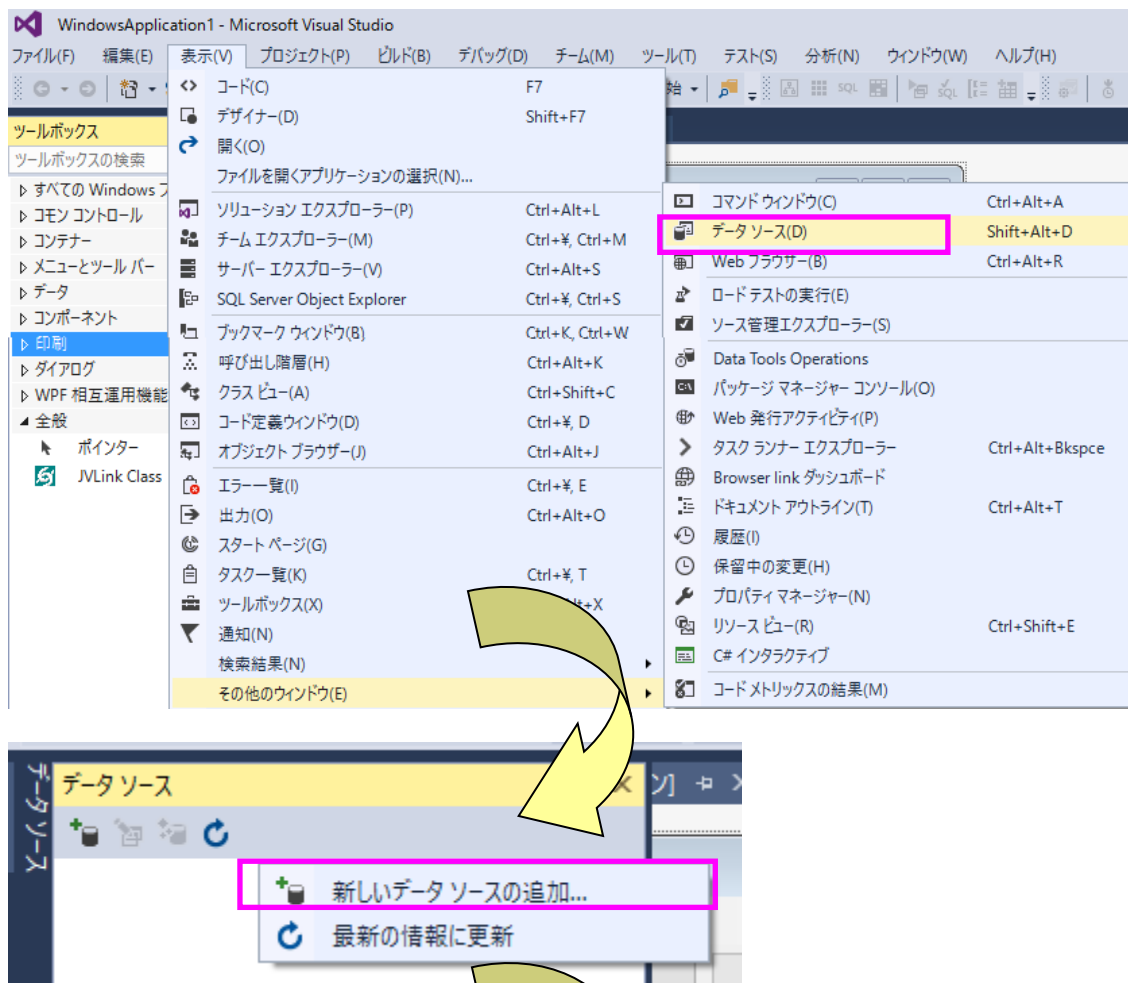 WindowsApplication1 - Microsoft Visual Studio
ファイル(F) 編集(E) 表示(V) プロジェクト(P) ビルド(B) デバッグ(D) チーム(M) ツール(T) テスト(S) 分析(N) ウィンドウ(W) ヘルプ(H)
始
SQL
ツールボックス
ツールボックスの検索
すべての Windows フ
コモン コントロール
コンテナー
メニューとツール バー
データ
コンポーネント
印刷
ダイアログ
WPF 相互運用機能
全般
ポインター
JVLink Class
コード(C) F7
デザイナー(D) Shift+F7
開く(O)
ファイルを開くアプリケーションの選択(N)...
ソリューション エクスプローラー(P) Ctrl+Alt+L
チーム エクスプローラー(M) Ctrl+¥, Ctrl+M
サーバー エクスプローラー(V) Ctrl+Alt+S
SQL Server Object Explorer Ctrl+¥, Ctrl+S
ブックマーク ウィンドウ(B) Ctrl+K, Ctrl+W
呼び出し階層(H) Ctrl+Alt+K
クラス ビュー(A) Ctrl+Shift+C
コード定義ウィンドウ(D) Ctrl+¥, D
オブジェクト ブラウザー(J) Ctrl+Alt+J
エラー一覧(I) Ctrl+¥, E
出力(O) Ctrl+Alt+O
スタート ページ(G)
タスク一覧(K) Ctrl+¥, T
ツールボックス(X) lt+X
通知(N)
検索結果(N)
その他のウィンドウ(E)
コマンド ウィンドウ(C) Ctrl+Alt+A
データ ソース(D) Shift+Alt+D
Web ブラウザー(B) Ctrl+Alt+R
ロード テストの実行(E)
ソース管理エクスプローラー(S)
Data Tools Operations
パッケージ マネージャー コンソール(O)
Web 発行アクティビティ(P)
タスク ランナー エクスプローラー Ctrl+Alt+Bkspce
Browser link ダッシュボード
ドキュメント アウトライン(T) Ctrl+Alt+T
履歴(I)
保留中の変更(H)
プロパティ マネージャー(N)
リソース ビュー(R) Ctrl+Shift+E
C# インタラクティブ
コード メトリックスの結果(M)
データ ソース
データ ソース
ン]
新しいデータ ソースの追加...
最新の情報に更新